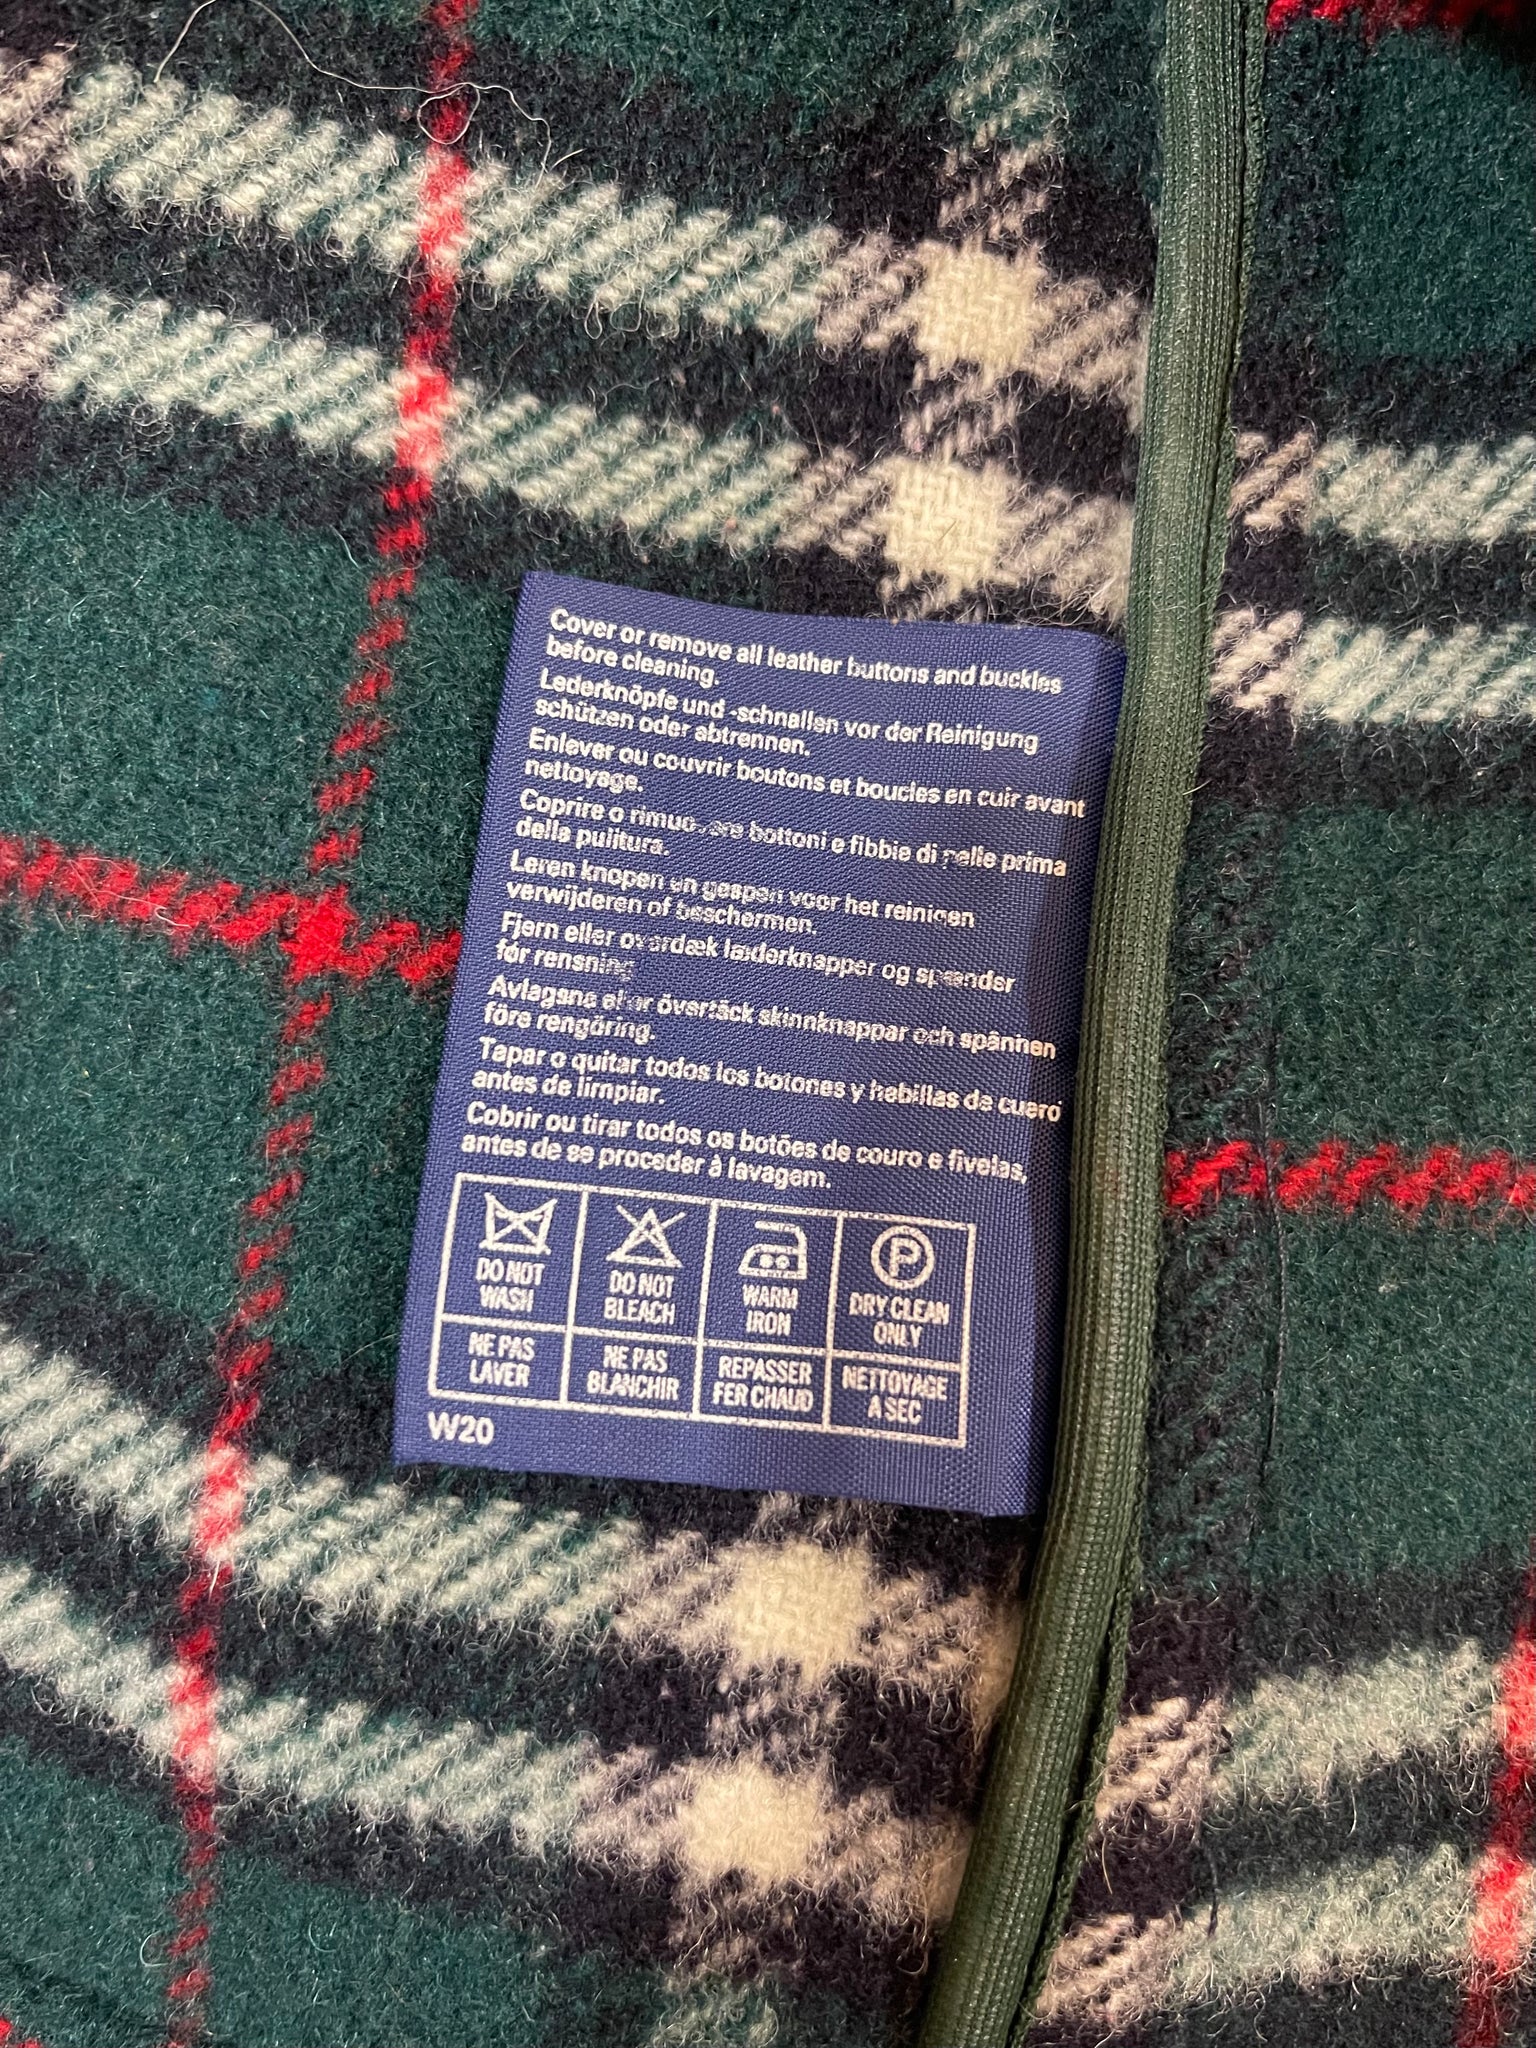 Cover or remove all leather buttons and buckles
before cleaning.
Lederknöpfe und -schnallen vor der Reinigung
schützen oder abtrennen.
Enlever ou couvrir boutons et boucles en cuir avant
nettoyage.
Coprire o rimuovere bottoni e fibbie di pelle prima
della pulitura.
Leren knopen en gespen voor het reinigen
verwijderen of beschermen.
Fjern eller overdæk læderknapper og spænder
før rensning
Avlägsna eller övertäck skinnknappar och spännen
före rengöring.
Tapar o quitar todos los botones y hebillas de cuero
antes de limpiar.
Cobrir ou tirar todos os botões de couro e fivelas,
antes de se proceder à lavagem.
DO NOT
WASH
DO NOT
BLEACH
WARM
IRON
P
DRY CLEAN
ONLY
NE PAS
LAVER
NE PAS
BLANCHIR
REPASSER
FER CHAUD
NETTOYAGE
A SEC
W20